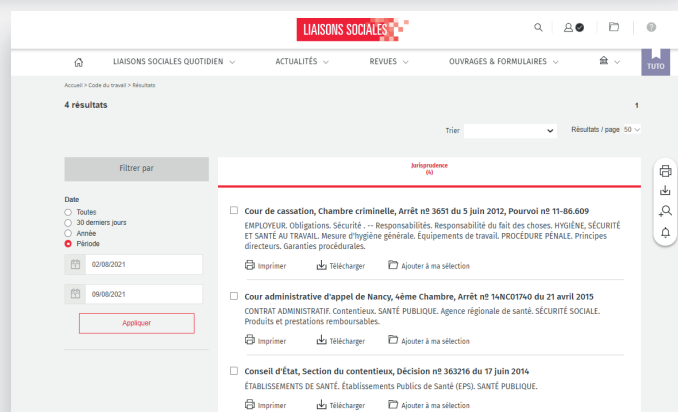 LIAISONS SOCIALES
LIAISONS SOCIALES QUOTIDIEN
ACTUALITÉS
REVUES
OUVRAGES & FORMULAIRES
TUTO
Accueil > Code du travail > Résultats
4 résultats
1
Trier
Résultats / page 50
Filtrer par
Jurisprudence
(4)
Date
Toutes
30 derniers jours
Année
Période
02/08/2021
09/08/2021
Appliquer
Cour de cassation, Chambre criminelle, Arrêt nº 3651 du 5 juin 2012, Pourvoi nº 11-86.609
EMPLOYEUR. Obligations. Sécurité . -- Responsabilités. Responsabilité du fait des choses. HYGIÈNE, SÉCURITÉ
ET SANTÉ AU TRAVAIL. Mesure d'hygiène générale. Équipements de travail. PROCÉDURE PÉNALE. Principes
directeurs. Garanties procédurales.
Imprimer Télécharger Ajouter à ma sélection
Cour administrative d'appel de Nancy, 4ème Chambre, Arrêt nº 14NC01740 du 21 avril 2015
CONTRAT ADMINISTRATIF. Contentieux. SANTÉ PUBLIQUE. Agence régionale de santé. SÉCURITÉ SOCIALE.
Produits et prestations remboursables.
Imprimer Télécharger Ajouter à ma sélection
Conseil d'État, Section du contentieux, Décision nº 363216 du 17 juin 2014
ÉTABLISSEMENTS DE SANTÉ. Établissements Publics de Santé (EPS). SANTÉ PUBLIQUE.
Imprimer Télécharger Ajouter à ma sélection